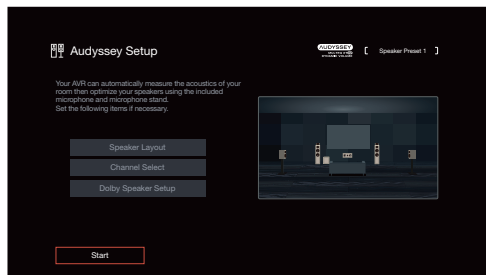 Audyssey Setup
AUDYSSEY
[ Speaker Preset 1 ]
Your AVR can automatically measure the acoustics of your
room then optimize your speakers using the included
microphone and microphone stand.
Set the following items if necessary.
Speaker Layout
Channel Select
Dolby Speaker Setup
Start